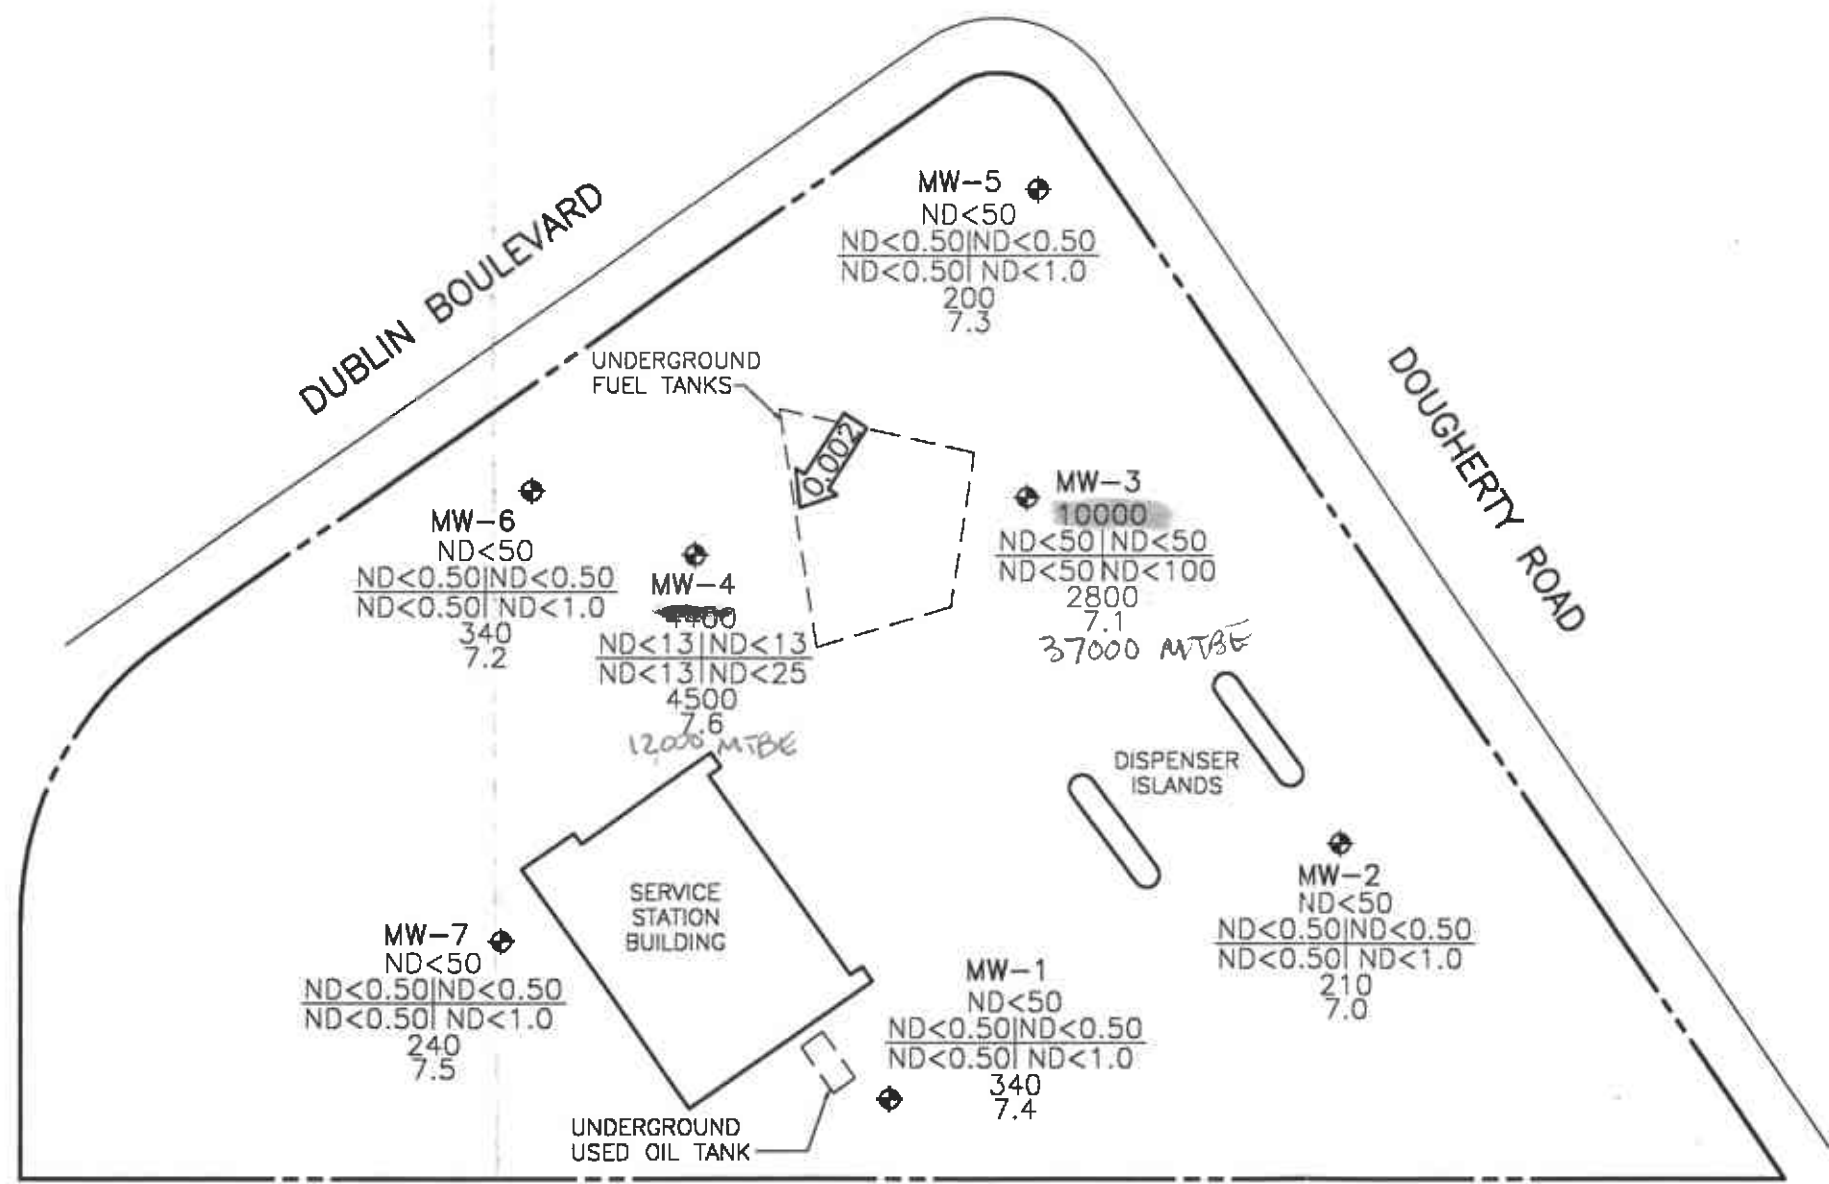 DUBLIN BOULEVARD
DOUGHERTY ROAD
MW-5
ND<50
ND<0.50|ND<0.50
ND<0.50|ND<1.0
200
7.3
UNDERGROUND
FUEL TANKS
0.002
MW-3
10000
ND<50|ND<50
ND<50|ND<100
2800
7.1
37000 MTBE
MW-6
ND<50
ND<0.50|ND<0.50
ND<0.50|ND<1.0
340
7.2
MW-4
ND<13|ND<13
ND<13|ND<25
4500
7.6
12000 MTBE
DISPENSER
ISLANDS
MW-2
ND<50
ND<0.50|ND<0.50
ND<0.50|ND<1.0
210
7.0
SERVICE
STATION
BUILDING
MW-7
ND<50
ND<0.50|ND<0.50
ND<0.50|ND<1.0
240
7.5
MW-1
ND<50
ND<0.50|ND<0.50
ND<0.50|ND<1.0
340
7.4
UNDERGROUND
USED OIL TANK